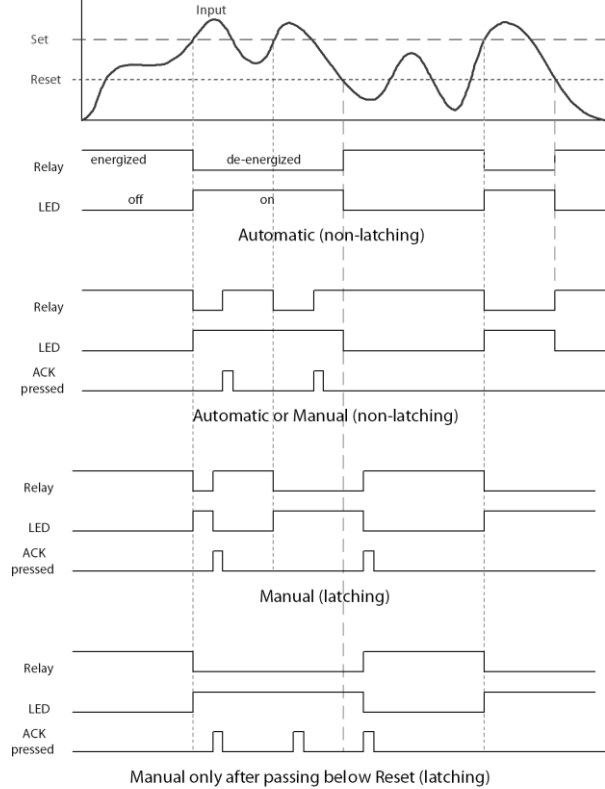 Input
Set
Reset
energized de-energized
Relay
off on
LED
Automatic (non-latching)
Relay
LED
ACK
pressed
Automatic or Manual (non-latching)
Relay
LED
ACK
pressed
Manual (latching)
Relay
LED
ACK
pressed
Manual only after passing below Reset (latching)